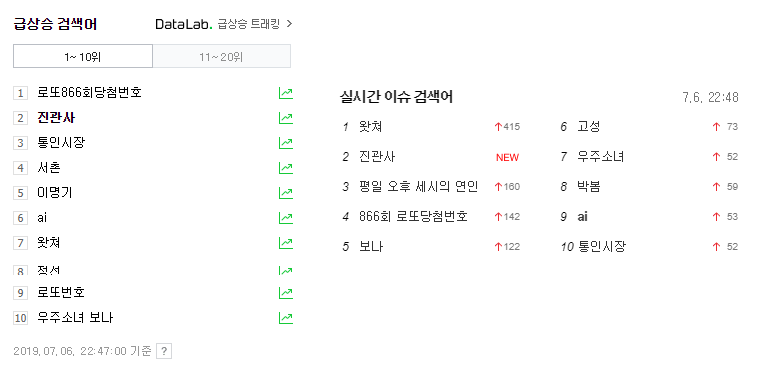 급상승 검색어
DataLab. 급상승 트래킹 >
1~10위
11~20위
1 로또866회당첨번호
2 진관사
3 통인시장
4 서촌
5 이명기
6 ai
7 왓쳐
8
9 로또번호
10 우주소녀 보나
2019.07.06. 22:47:00 기준 ?
실시간 이슈 검색어 7.6. 22:48
1 왓쳐 ↑415
2 진관사 NEW
3 평일 오후 세시의 연인 ↑160
4 866회 로또당첨번호 ↑142
5 보나 ↑122
6 고성 ↑ 73
7 우주소녀 ↑ 52
8 박봄 ↑ 59
9 ai ↑ 53
10 통인시장 ↑ 52